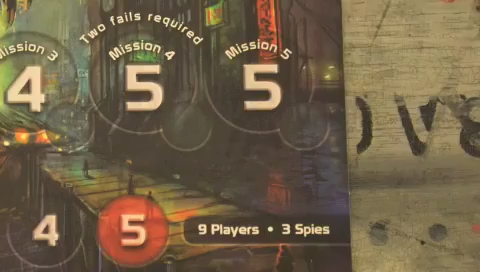 Two fails required
Mission 3 Mission 4 Mission 5
4 5 5
4 5 9 Players • 3 Spies